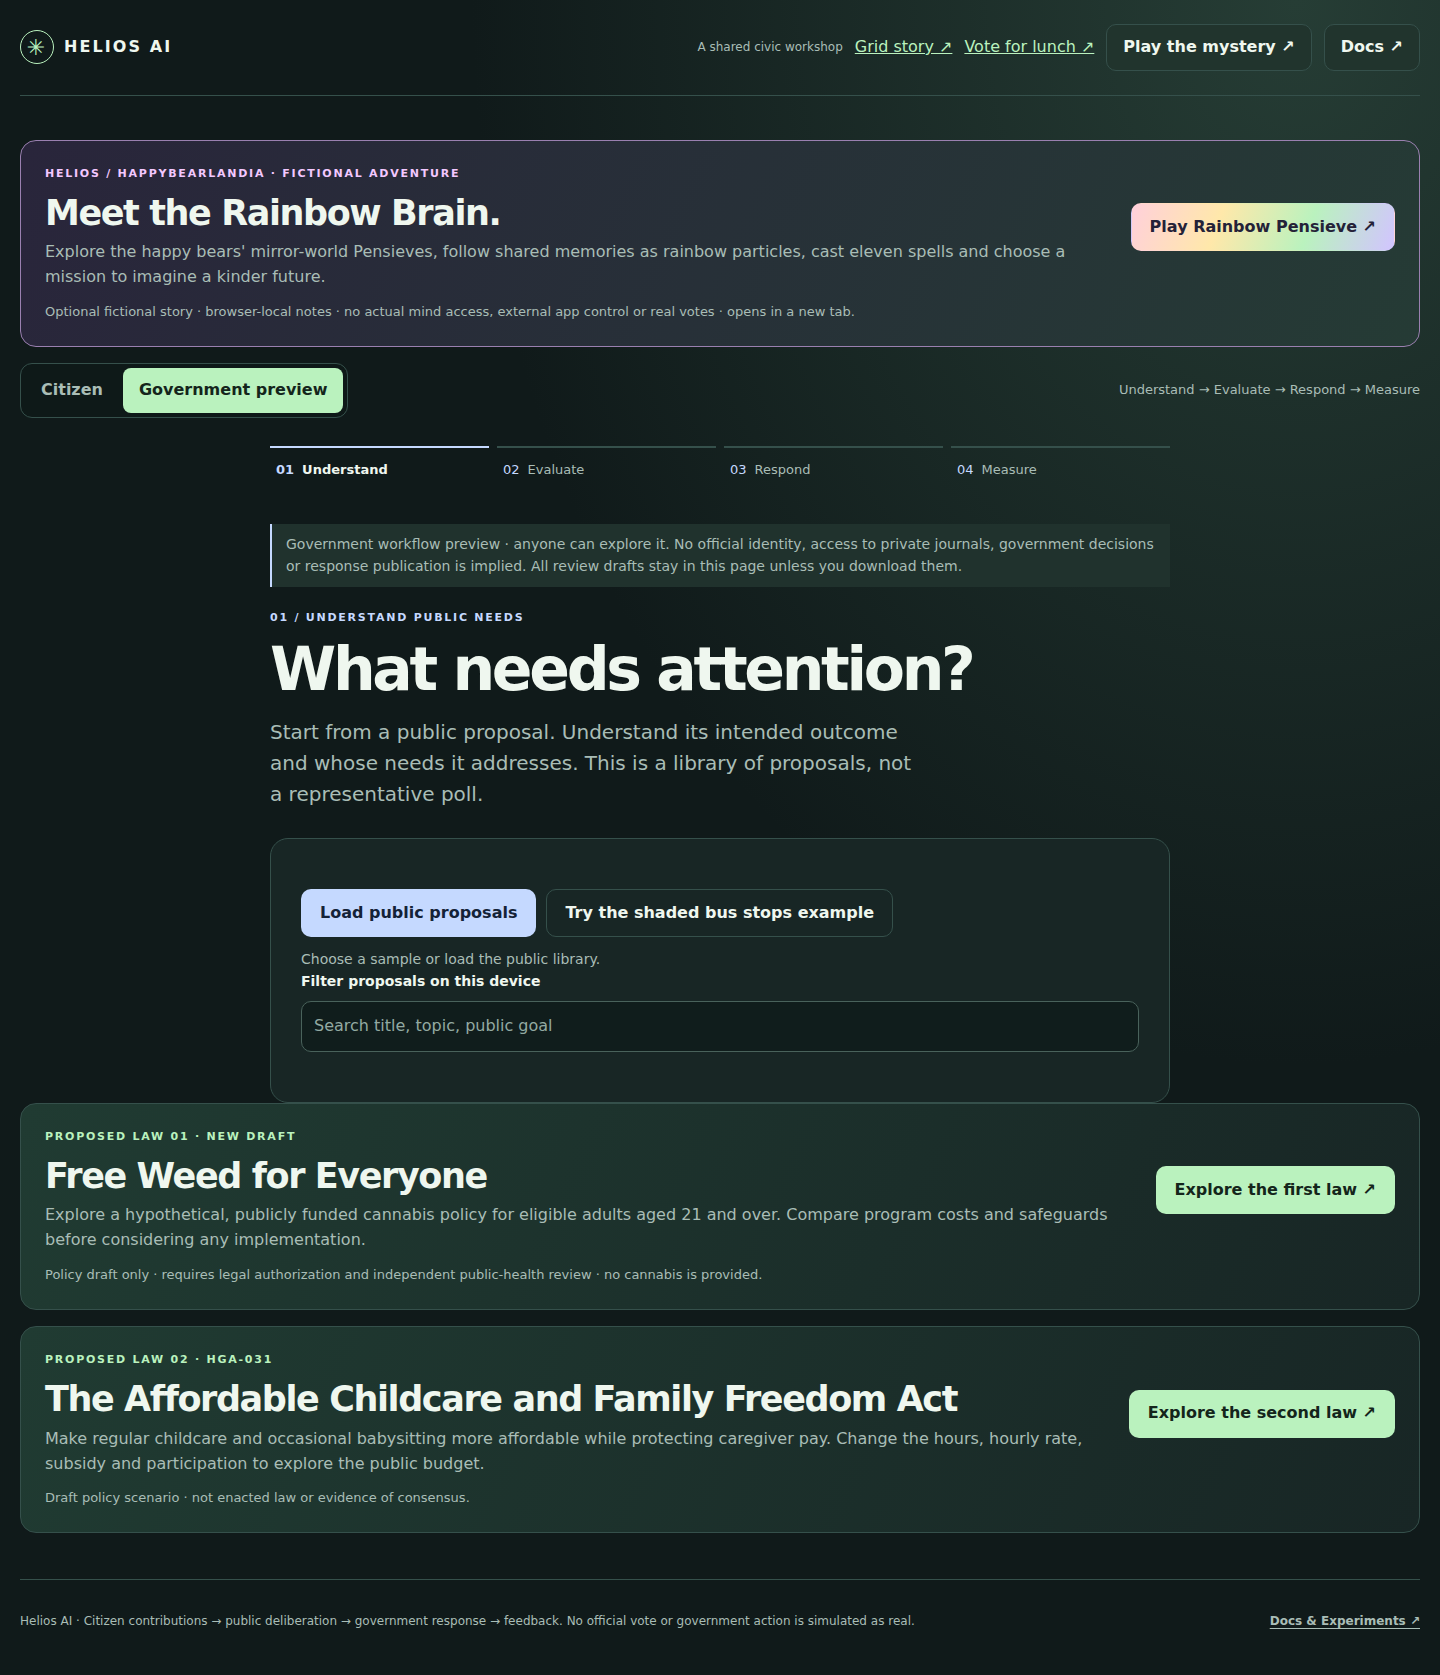 HELIOS AI
A shared civic workshop
Grid story ↗
Vote for lunch ↗
Play the mystery ↗
Docs ↗
HELIOS / HAPPYBEARLANDIA · FICTIONAL ADVENTURE
Meet the Rainbow Brain.
Explore the happy bears' mirror-world Pensieves, follow shared memories as rainbow particles, cast eleven spells and choose a
mission to imagine a kinder future.
Optional fictional story · browser-local notes · no actual mind access, external app control or real votes · opens in a new tab.
Play Rainbow Pensieve ↗
Citizen
Government preview
Understand → Evaluate → Respond → Measure
01 Understand
02 Evaluate
03 Respond
04 Measure
Government workflow preview · anyone can explore it. No official identity, access to private journals, government decisions
or response publication is implied. All review drafts stay in this page unless you download them.
01 / UNDERSTAND PUBLIC NEEDS
What needs attention?
Start from a public proposal. Understand its intended outcome
and whose needs it addresses. This is a library of proposals, not
a representative poll.
Load public proposals
Try the shaded bus stops example
Choose a sample or load the public library.
Filter proposals on this device
Search title, topic, public goal
PROPOSED LAW 01 · NEW DRAFT
Free Weed for Everyone
Explore a hypothetical, publicly funded cannabis policy for eligible adults aged 21 and over. Compare program costs and safeguards
before considering any implementation.
Policy draft only · requires legal authorization and independent public-health review · no cannabis is provided.
Explore the first law ↗
PROPOSED LAW 02 · HGA-031
The Affordable Childcare and Family Freedom Act
Make regular childcare and occasional babysitting more affordable while protecting caregiver pay. Change the hours, hourly rate,
subsidy and participation to explore the public budget.
Draft policy scenario · not enacted law or evidence of consensus.
Explore the second law ↗
Helios AI · Citizen contributions → public deliberation → government response → feedback. No official vote or government action is simulated as real.
Docs & Experiments ↗